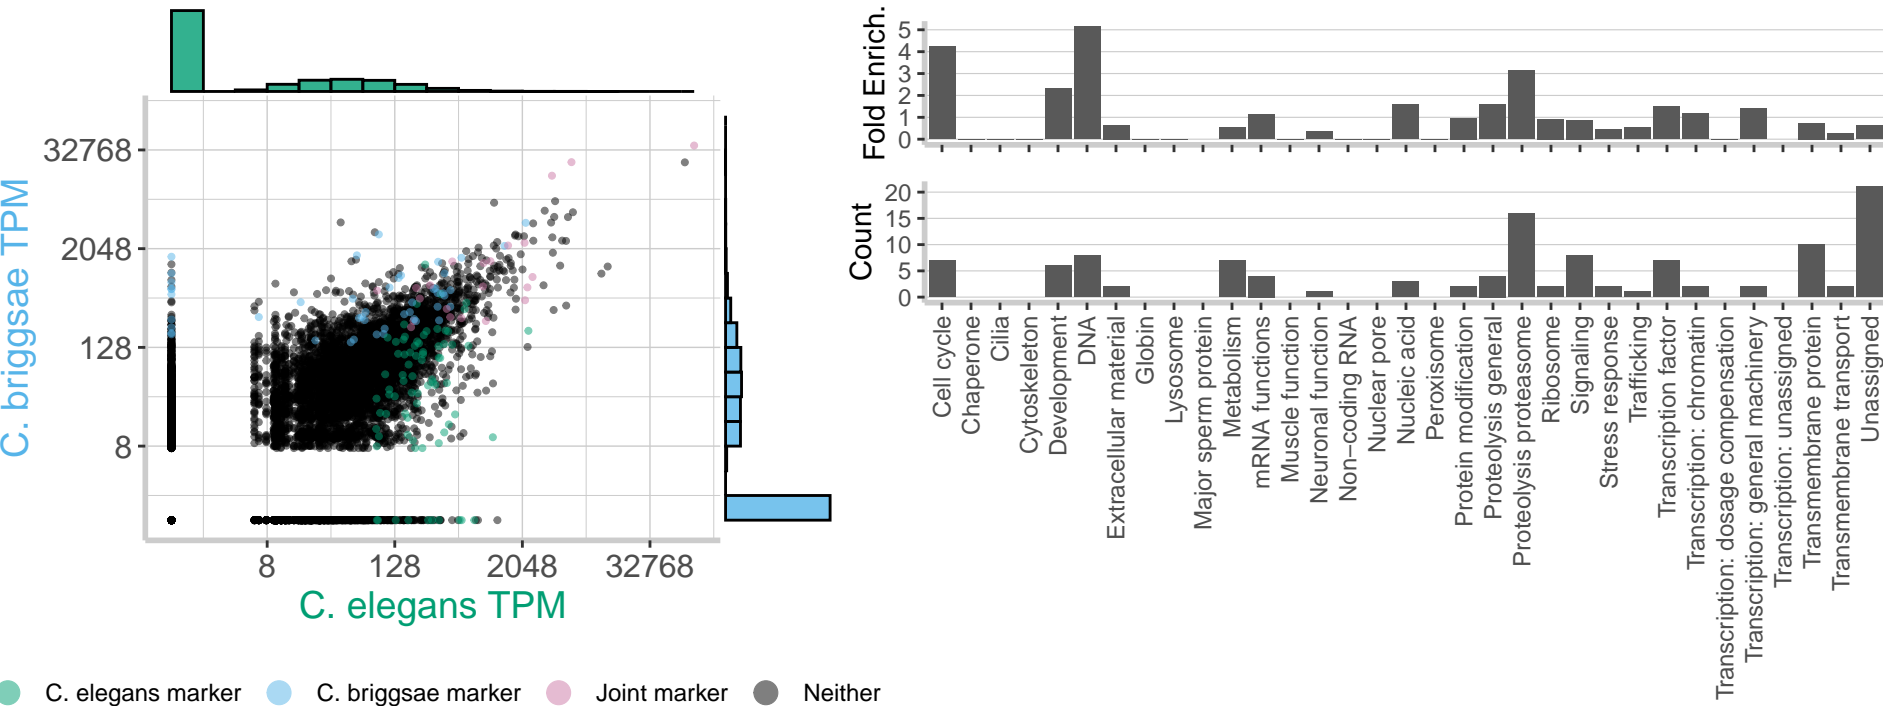 C. briggsae TPM
32768
2048
128
8
8
128
2048
32768
C. elegans TPM
C. elegans marker
C. briggsae marker
Joint marker
Neither
Fold Enrich.
5
4
3
2
1
0
Count
20
15
10
5
0
Cell cycle
Chaperone
Cilia
Cytoskeleton
Development
DNA
Extracellular material
Globin
Lysosome
Major sperm protein
Metabolism
mRNA functions
Muscle function
Neuronal function
Non−coding RNA
Nuclear pore
Nucleic acid
Peroxisome
Protein modification
Proteolysis general
Proteolysis proteasome
Ribosome
Signaling
Stress response
Trafficking
Transcription factor
Transcription: chromatin
Transcription: dosage compensation
Transcription: general machinery
Transcription: unassigned
Transmembrane protein
Transmembrane transport
Unassigned